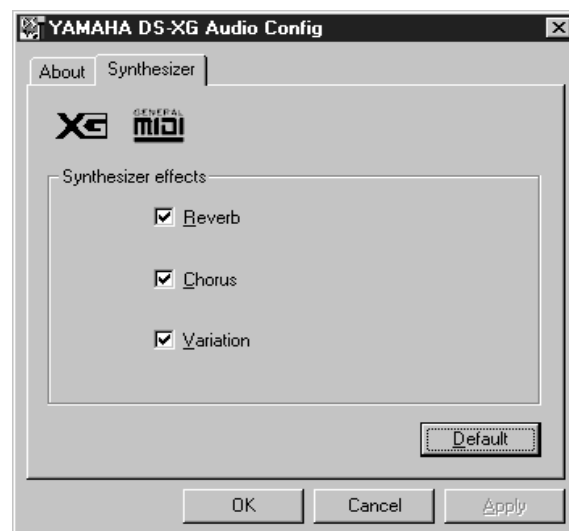 YAMAHA DS-XG Audio Config
About Synthesizer
XG GENERAL MIDI
Synthesizer effects
Reverb
Chorus
Variation
Default
OK Cancel Apply